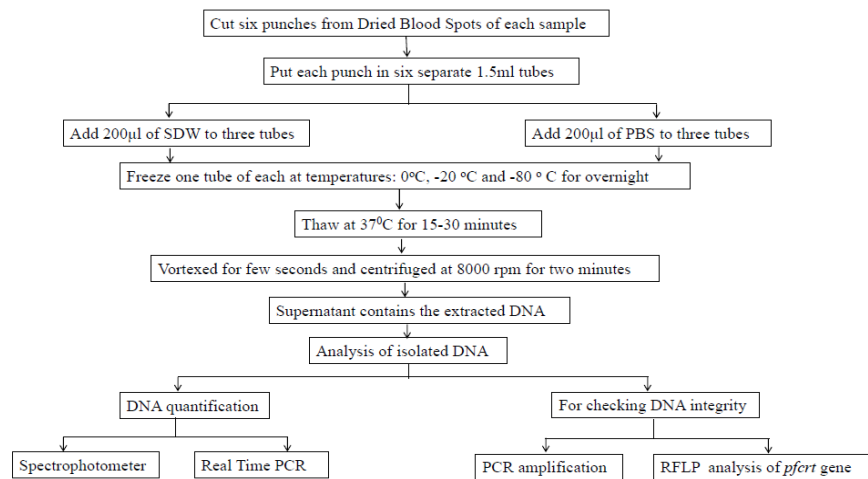 Cut six punches from Dried Blood Spots of each sample
Put each punch in six separate 1.5ml tubes
Add 200µl of SDW to three tubes
Add 200µl of PBS to three tubes
Freeze one tube of each at temperatures: 0ºC, -20 ºC and -80 º C for overnight
Thaw at 37⁰C for 15-30 minutes
Vortexed for few seconds and centrifuged at 8000 rpm for two minutes
Supernatant contains the extracted DNA
Analysis of isolated DNA
DNA quantification
For checking DNA integrity
Spectrophotometer
Real Time PCR
PCR amplification
RFLP analysis of pfcrt gene